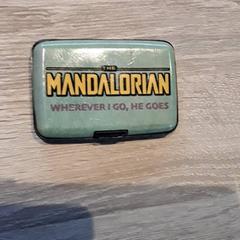 THE
MANDALORIAN
WHEREVER I GO, HE GOES